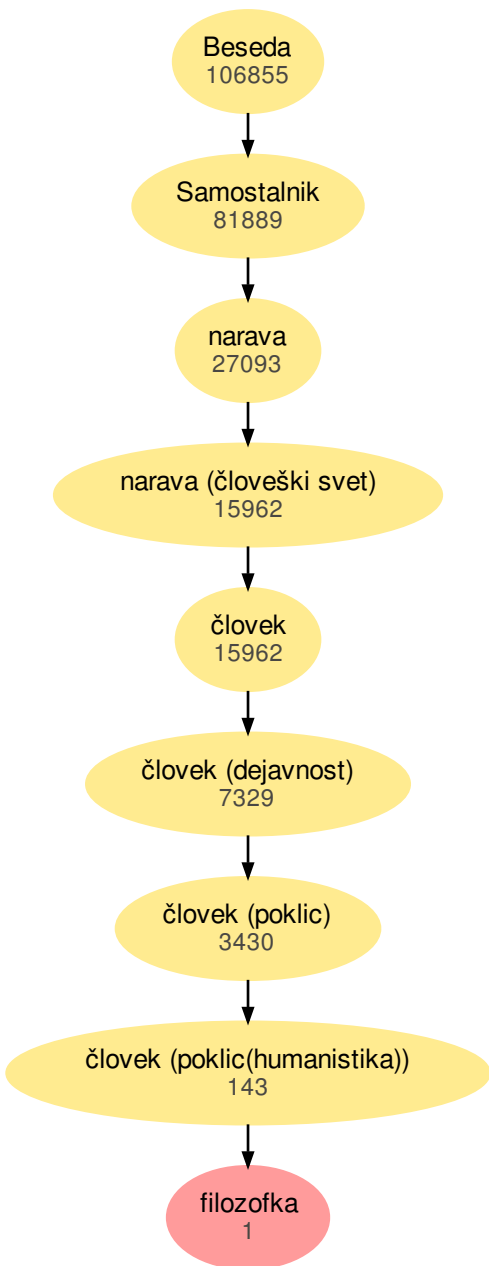 Beseda
106855
Samostalnik
81889
narava
27093
narava (človeški svet)
15962
človek
15962
človek (dejavnost)
7329
človek (poklic)
3430
človek (poklic(humanistika))
143
filozofka
1